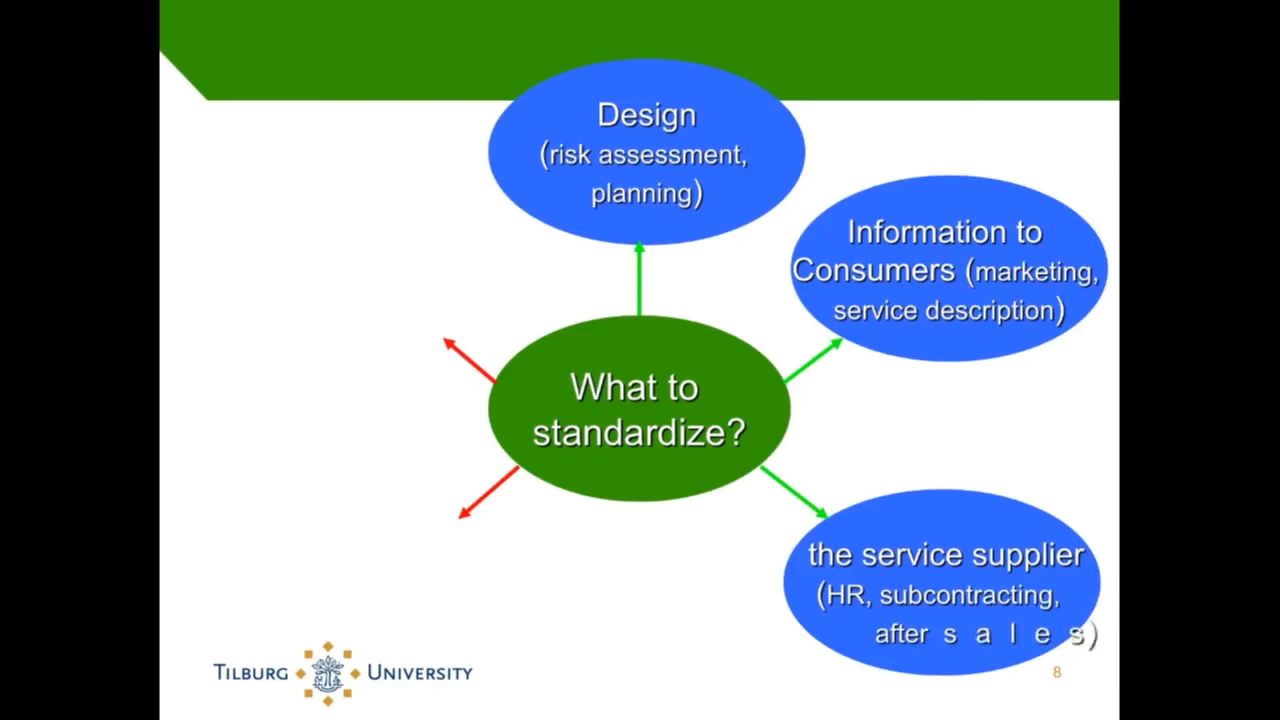 Design
(risk assessment,
planning)
Information to
Consumers (marketing,
service description)
What to
standardize?
the service supplier
(HR, subcontracting,
after s a l e s)
TILBURG UNIVERSITY
8